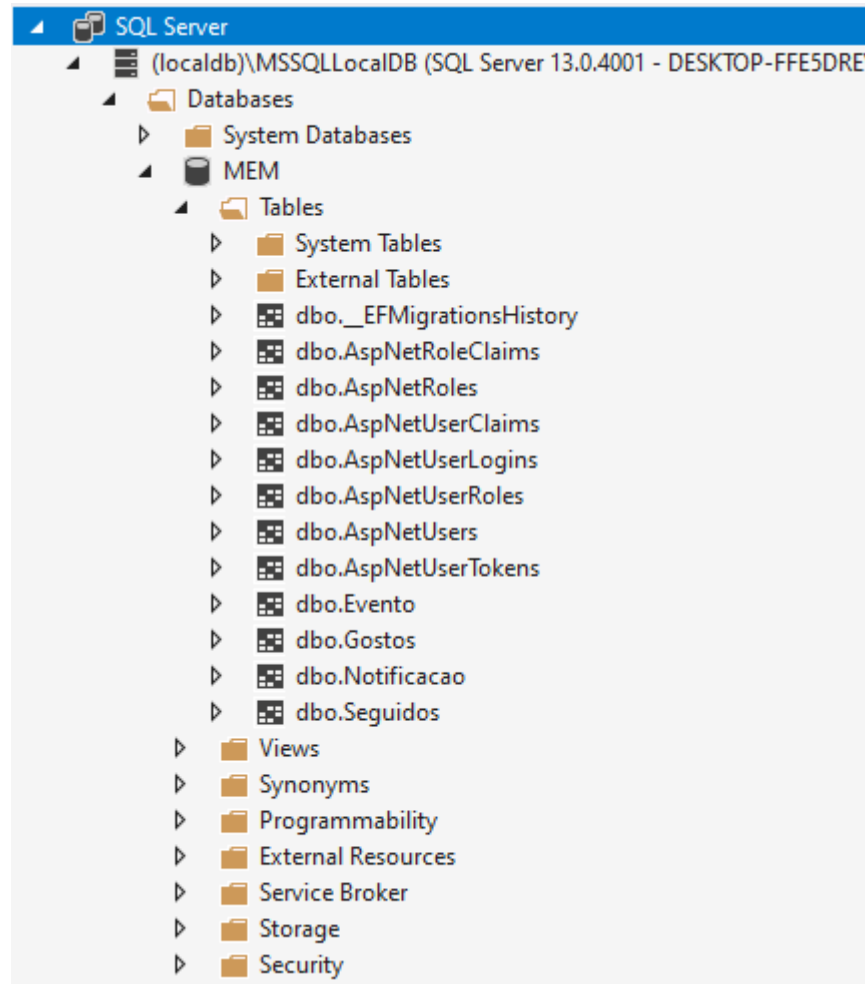 SQL Server
(localdb)\MSSQLLocalDB (SQL Server 13.0.4001 - DESKTOP-FFE5DRE
Databases
System Databases
MEM
Tables
System Tables
External Tables
dbo.__EFMigrationsHistory
dbo.AspNetRoleClaims
dbo.AspNetRoles
dbo.AspNetUserClaims
dbo.AspNetUserLogins
dbo.AspNetUserRoles
dbo.AspNetUsers
dbo.AspNetUserTokens
dbo.Evento
dbo.Gostos
dbo.Notificacao
dbo.Seguidos
Views
Synonyms
Programmability
External Resources
Service Broker
Storage
Security